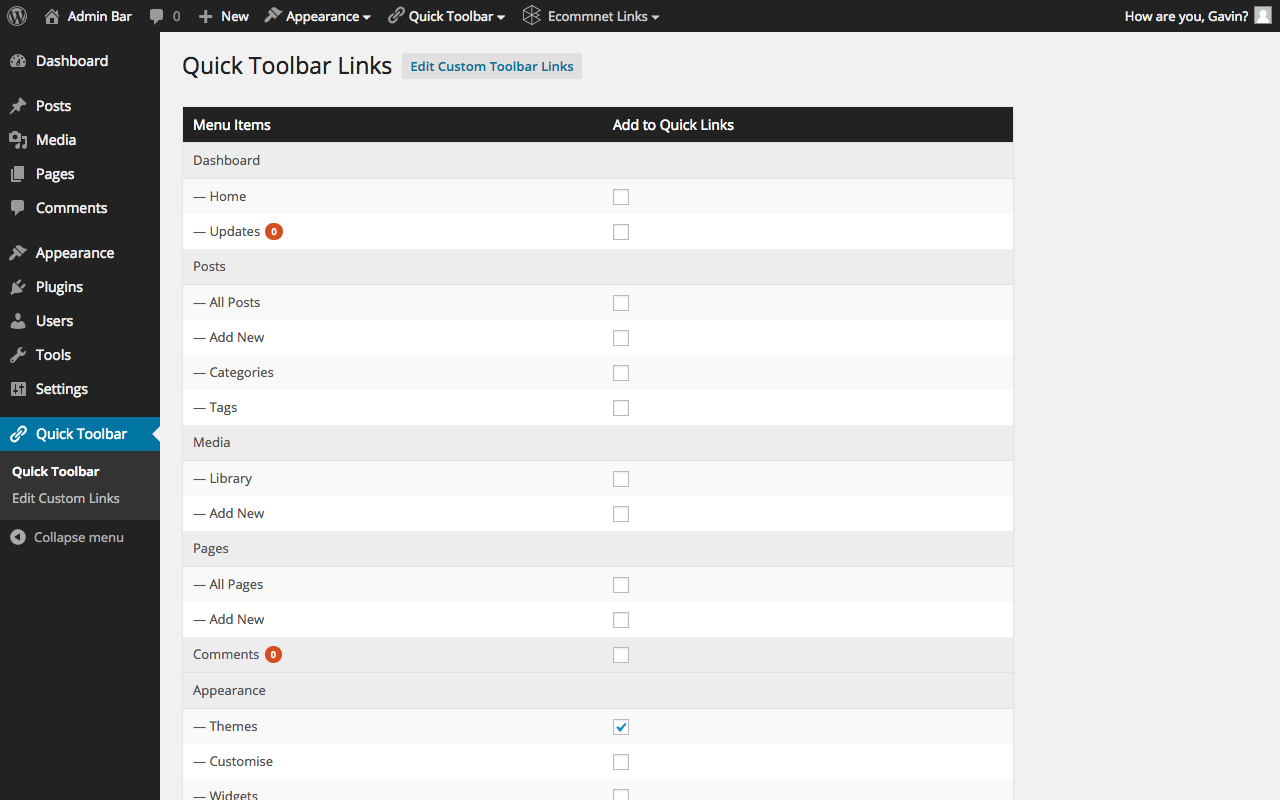 Admin Bar 0 New Appearance Quick Toolbar Ecommnet Links How are you, Gavin?
Dashboard
Posts
Media
Pages
Comments
Appearance
Plugins
Users
Tools
Settings
Quick Toolbar
Quick Toolbar
Edit Custom Links
Collapse menu
Quick Toolbar Links Edit Custom Toolbar Links
Menu Items Add to Quick Links
Dashboard
— Home
— Updates 0
Posts
— All Posts
— Add New
— Categories
— Tags
Media
— Library
— Add New
Pages
— All Pages
— Add New
Comments 0
Appearance
— Themes
— Customise
— Widgets